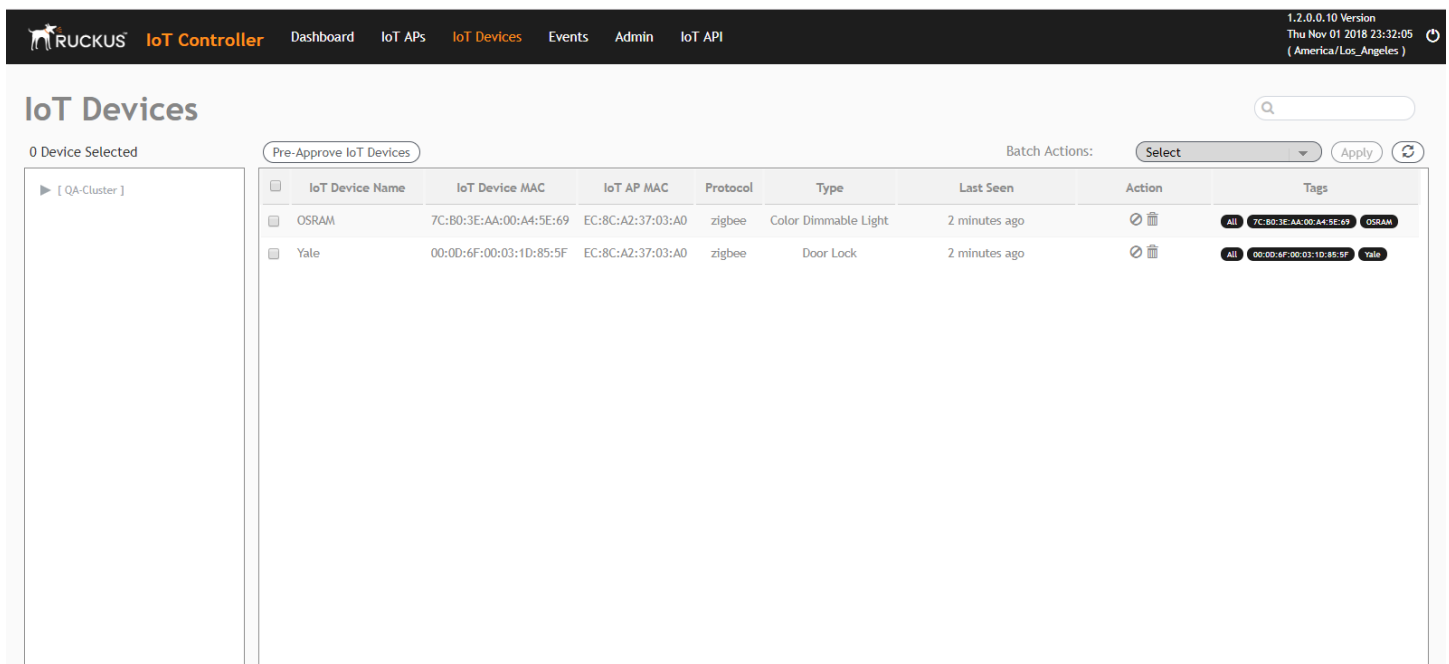 1.2.0.0.10 Version
RUCKUS IoT Controller Dashboard IoT APs IoT Devices Events Admin IoT API Thu Nov 01 2018 23:32:05
( America/Los_Angeles )
IoT Devices
0 Device Selected Pre-Approve IoT Devices Batch Actions: Select Apply
[ QA-Cluster ]
IoT Device Name IoT Device MAC IoT AP MAC Protocol Type Last Seen Action Tags
OSRAM 7C:B0:3E:AA:00:A4:5E:69 EC:8C:A2:37:03:A0 zigbee Color Dimmable Light 2 minutes ago All 7C:B0:3E:AA:00:A4:5E:69 OSRAM
Yale 00:0D:6F:00:03:1D:85:5F EC:8C:A2:37:03:A0 zigbee Door Lock 2 minutes ago All 00:0D:6F:00:03:1D:85:5F Yale